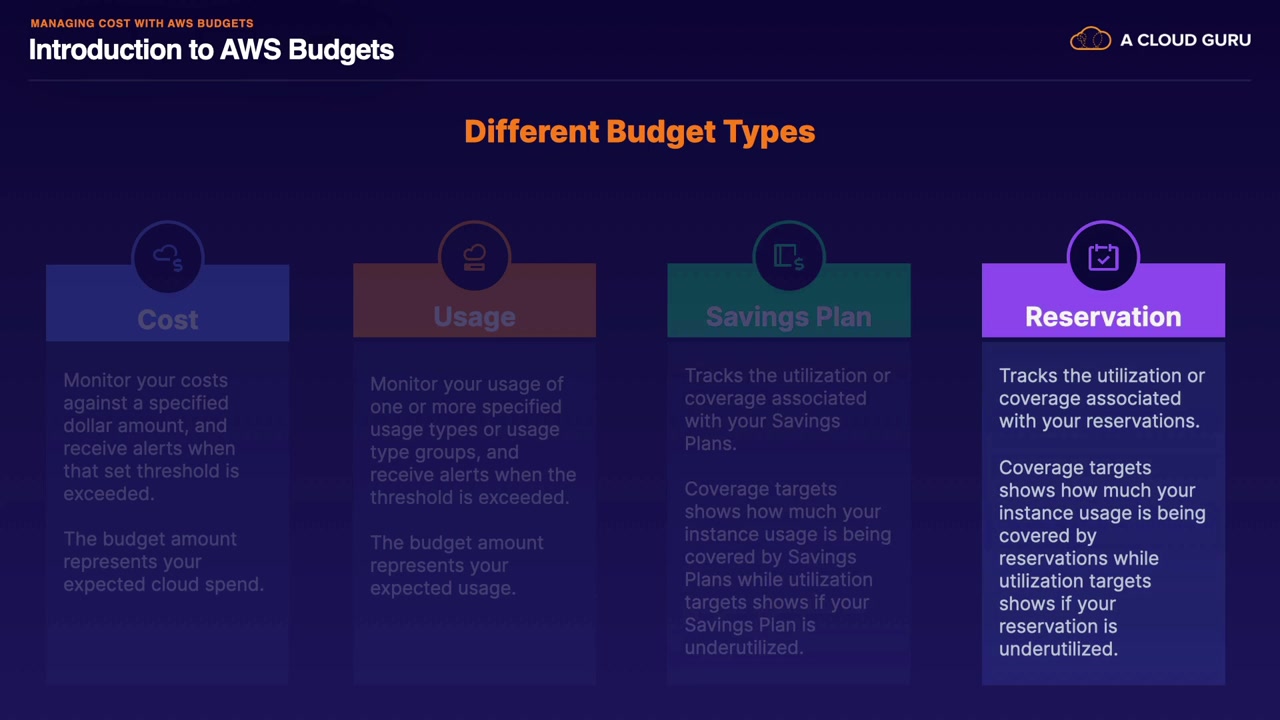 MANAGING COST WITH AWS BUDGETS
Introduction to AWS Budgets
A CLOUD GURU
Different Budget Types
Cost
Monitor your costs
against a specified
dollar amount, and
receive alerts when
that set threshold is
exceeded.
The budget amount
represents your
expected cloud spend.
Usage
Monitor your usage of
one or more specified
usage types or usage
type groups, and
receive alerts when the
threshold is exceeded.
The budget amount
represents your
expected usage.
Savings Plan
Tracks the utilization or
coverage associated
with your Savings
Plans.
Coverage targets
shows how much your
instance usage is being
covered by Savings
Plans while utilization
targets shows if your
Savings Plan is
underutilized.
Reservation
Tracks the utilization or
coverage associated
with your reservations.
Coverage targets
shows how much your
instance usage is being
covered by
reservations while
utilization targets
shows if your
reservation is
underutilized.